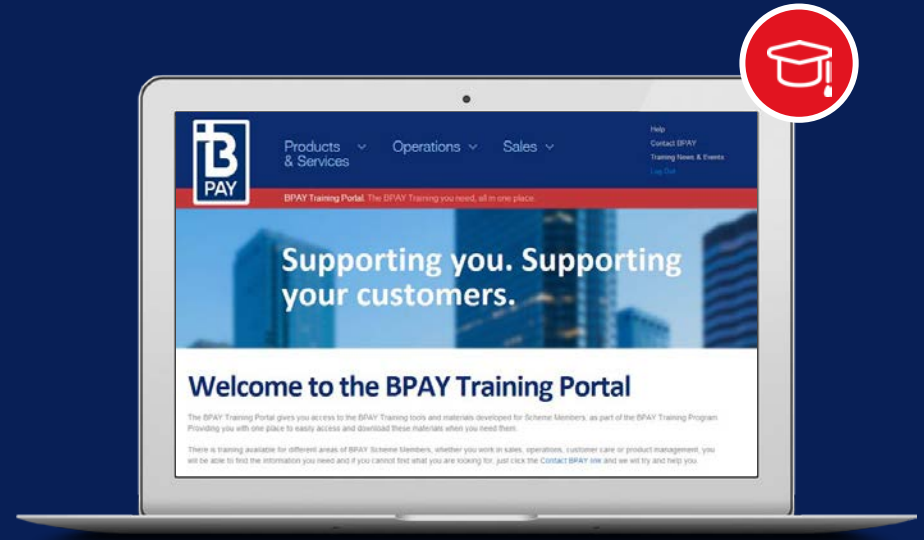 B
PAY
Products
& Services
Operations
Sales
Help
Contact BPAY
Training News & Events
Log Out
BPAY Training Portal. The BPAY Training you need, all in one place.
Supporting you. Supporting
your customers.
Welcome to the BPAY Training Portal
The BPAY Training Portal gives you access to the BPAY Training tools and materials developed for Scheme Members, as part of the BPAY Training Program
Providing you with one place to easily access and download these materials when you need them.
There is training available for different areas of BPAY Scheme Members, whether you work in sales, operations, customer care or product management, you
will be able to find the information you need and if you cannot find what you are looking for, just click the Contact BPAY link and we will try and help you.